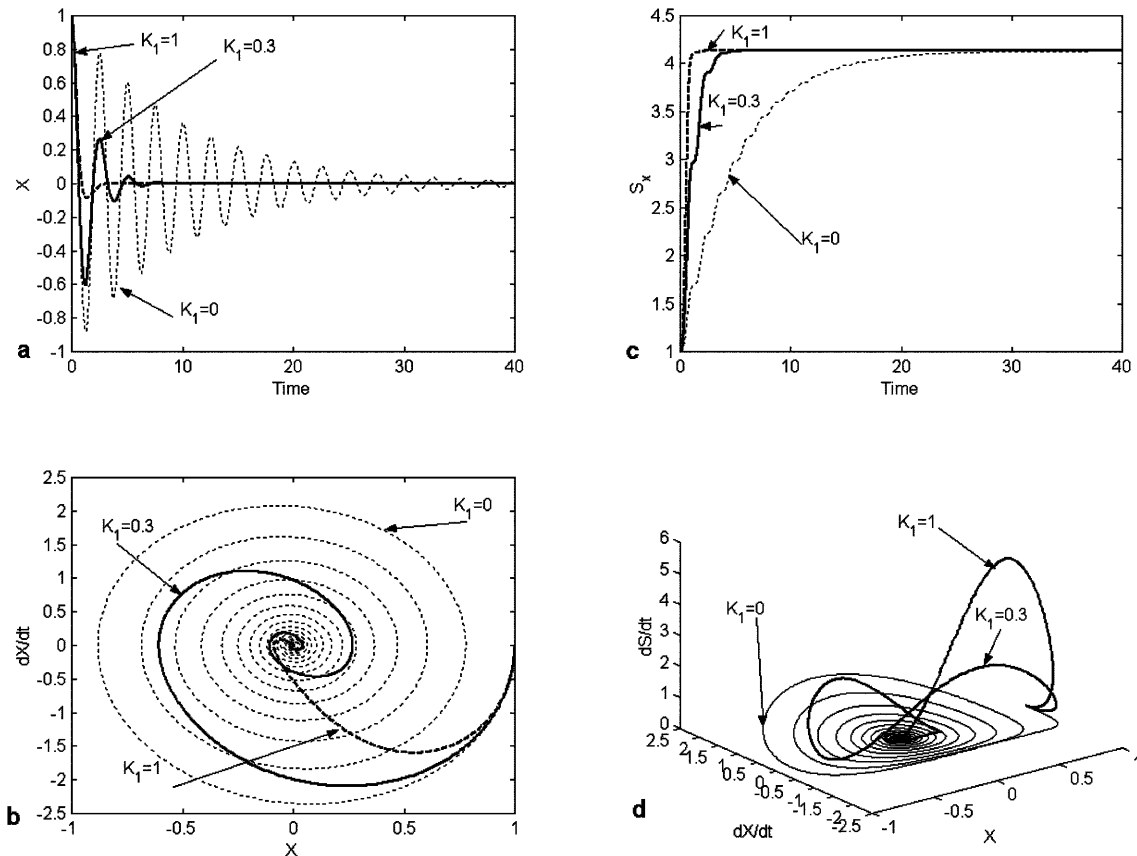 1
0.8
0.6
0.4
0.2
0
-0.2
-0.4
-0.6
-0.8
-1
X
K1=1
K1=0.3
K1=0
0 10 20 30 40
Time
a
4.5
4
3.5
3
2.5
2
1.5
1
Sx
K1=1
K1=0.3
K1=0
0 10 20 30 40
Time
c
2.5
2
1.5
1
0.5
0
-0.5
-1
-1.5
-2
-2.5
dX/dt
K1=0
K1=0.3
K1=1
-1 -0.5 0 0.5 1
X
b
6
5
4
3
2
1
0
dS/dt
K1=1
K1=0
K1=0.3
2.5
2
1.5
1
0.5
0
-0.5
-1
-1.5
-2
-2.5
dX/dt
-1
-0.5
0
0.5
X
d